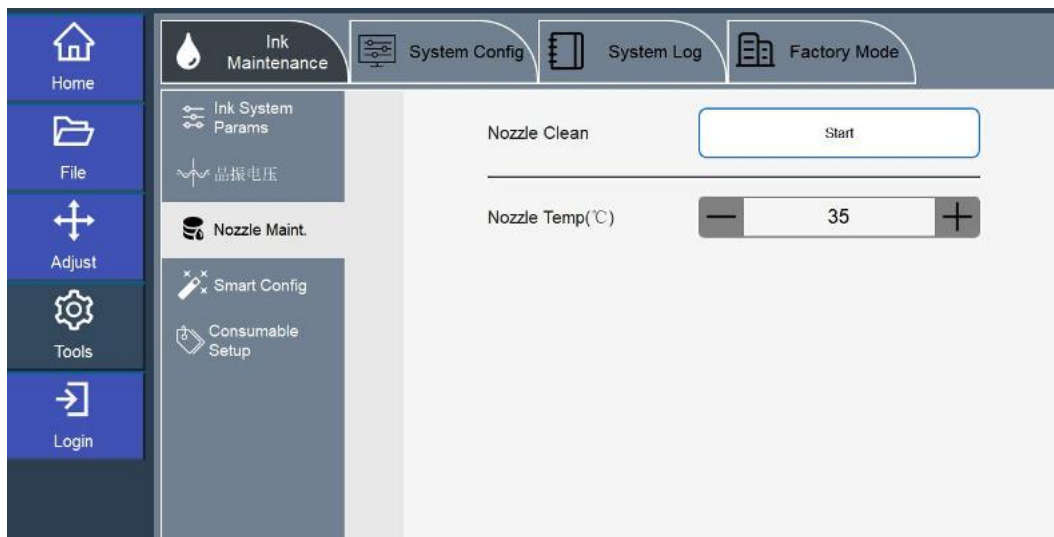 Home
File
Adjust
Tools
Login
Ink
Maintenance
System Config
System Log
Factory Mode
Ink System
Params
晶振电压
Nozzle Maint.
Smart Config
Consumable
Setup
Nozzle Clean
Start
Nozzle Temp(℃)
35